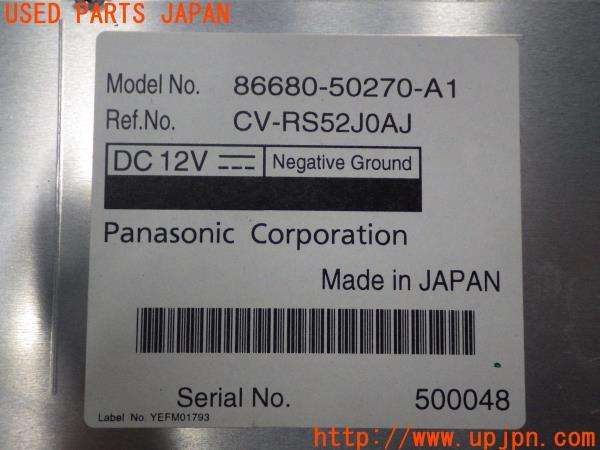 USED PARTS JAPAN
Model No. 86680-50270-A1
Ref.No. CV-RS52J0AJ
DC 12V Negative Ground
Panasonic Corporation
Made in JAPAN
Serial No. 500048
Label No. YEFM01793
http://www.upjpn.com/